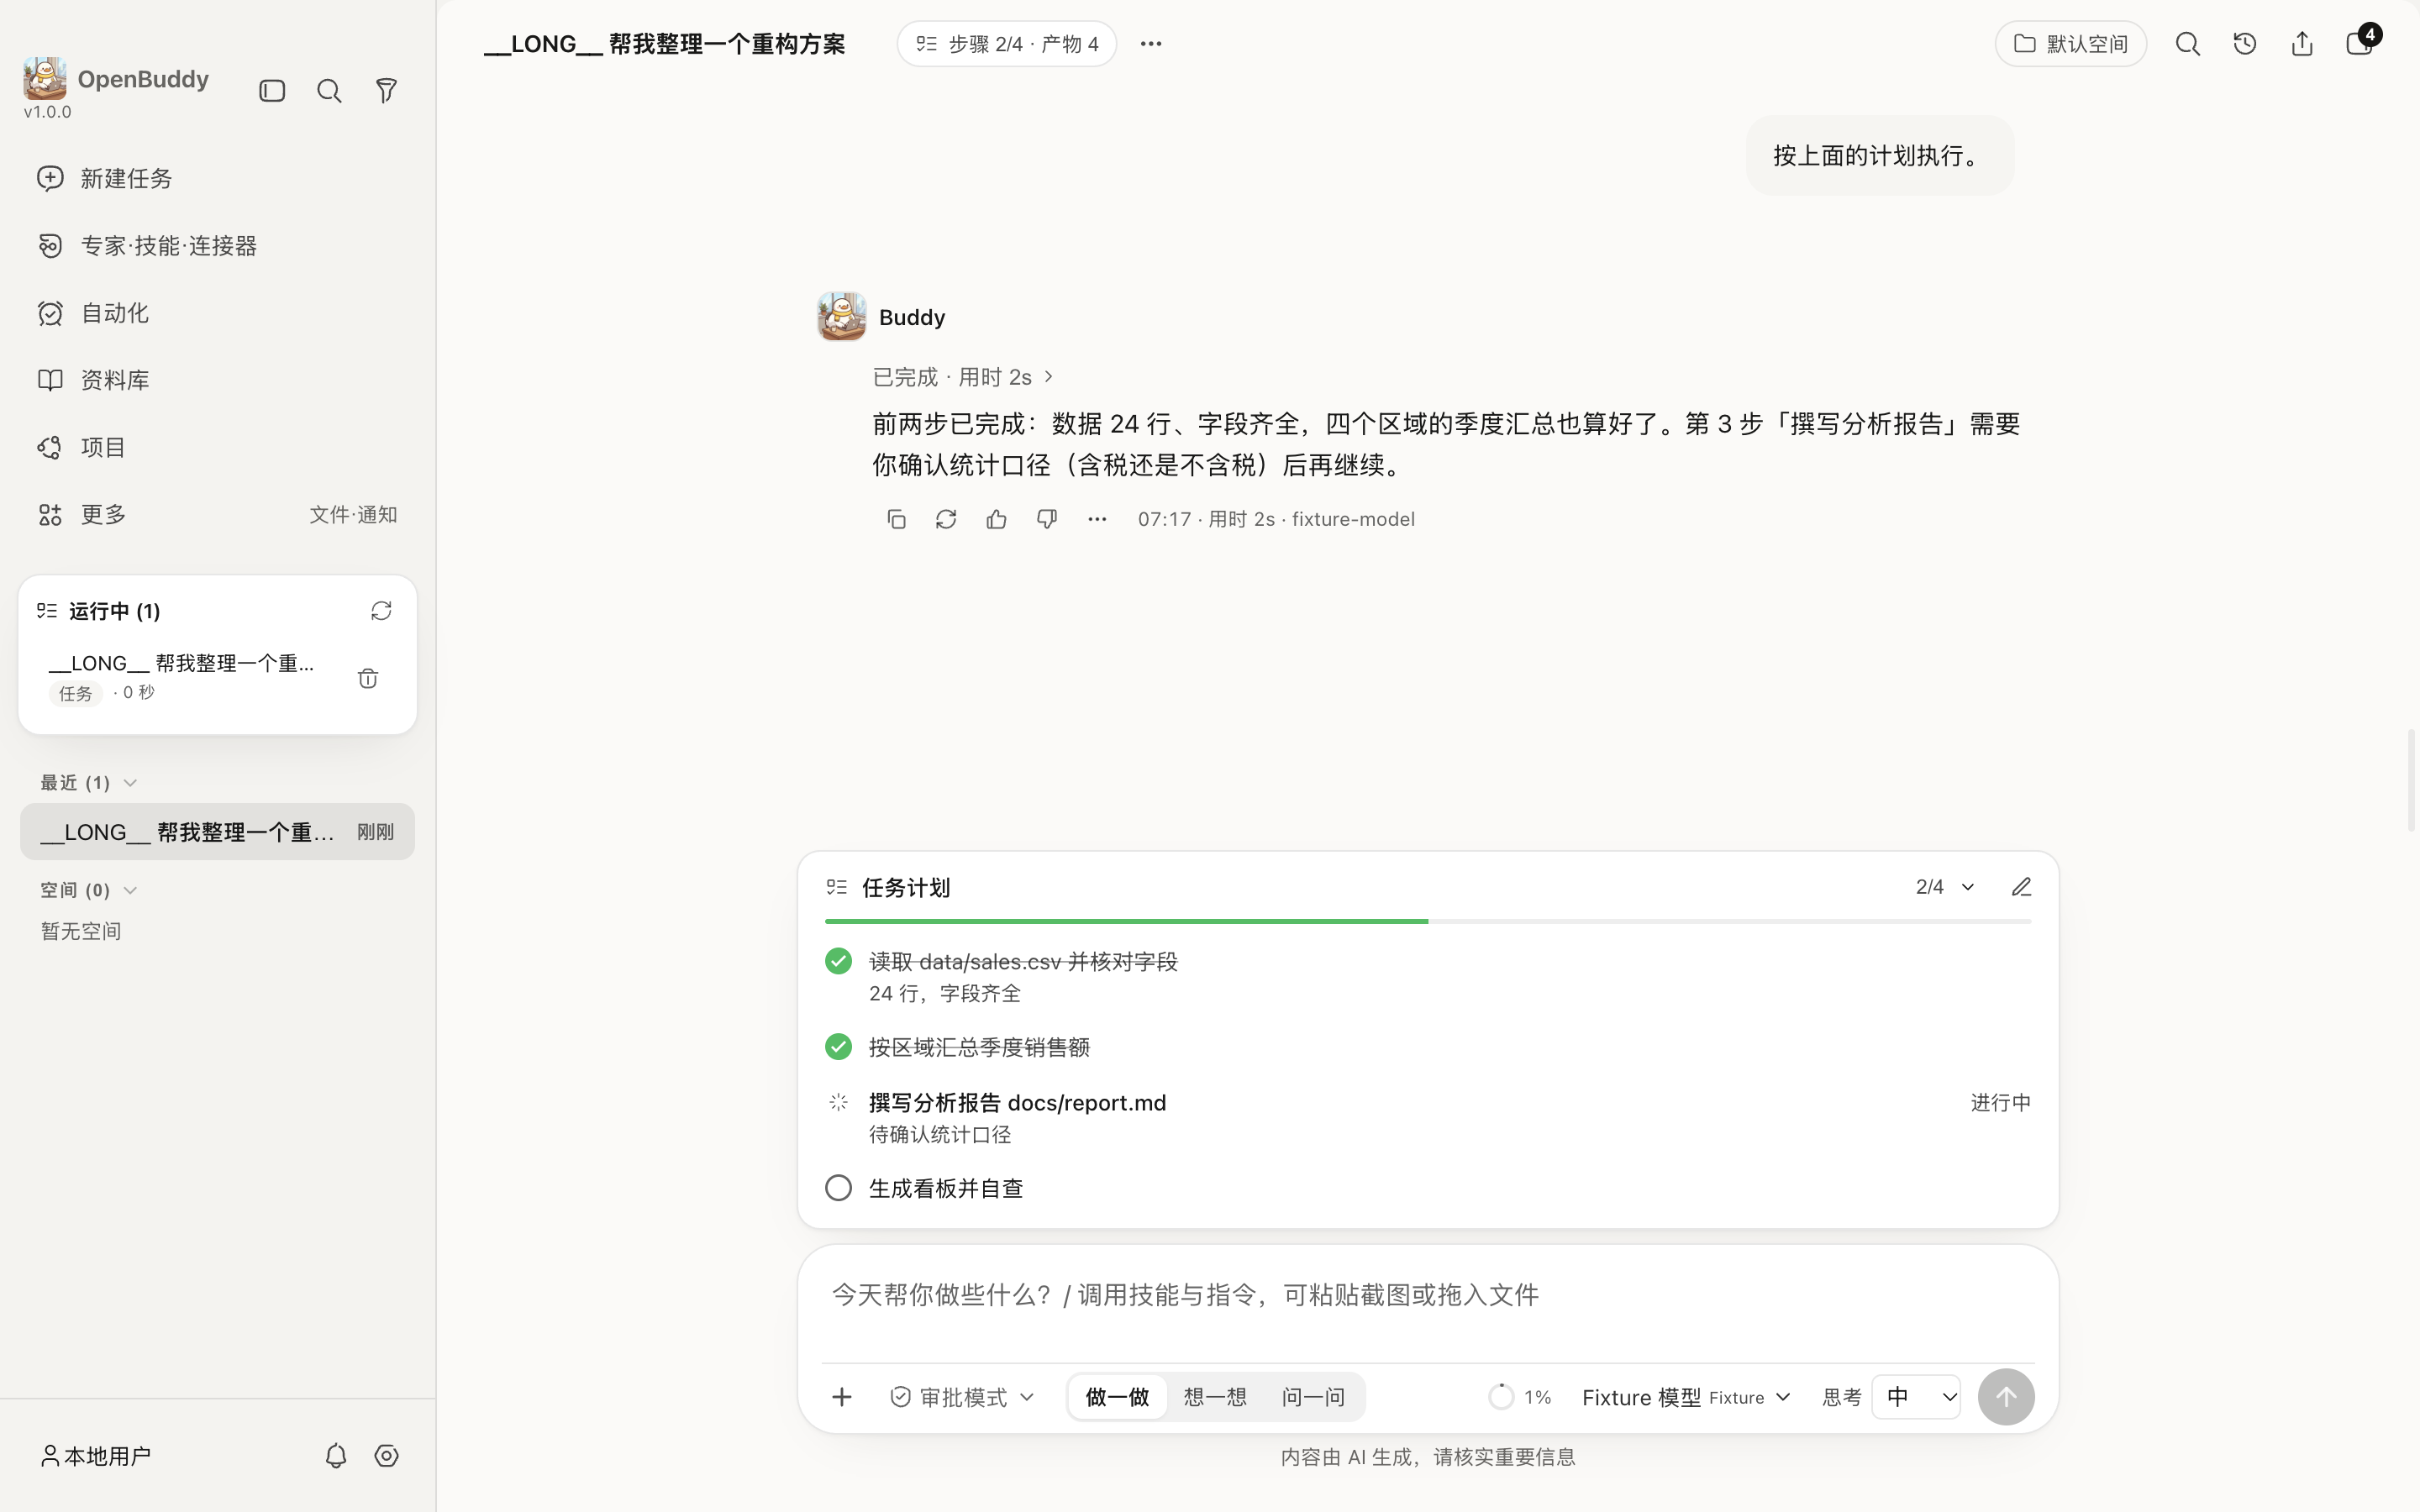 OpenBuddy
v1.0.0
新建任务
专家·技能·连接器
自动化
资料库
项目
更多
文件·通知
运行中 (1)
__LONG__ 帮我整理一个重...
任务 · 0 秒
最近 (1)
__LONG__ 帮我整理一个重... 刚刚
空间 (0)
暂无空间
本地用户
__LONG__ 帮我整理一个重构方案
步骤 2/4 · 产物 4
默认空间
4
按上面的计划执行。
Buddy
已完成 · 用时 2s
前两步已完成：数据 24 行、字段齐全，四个区域的季度汇总也算好了。第 3 步「撰写分析报告」需要
你确认统计口径（含税还是不含税）后再继续。
07:17 · 用时 2s · fixture-model
任务计划
2/4
读取 data/sales.csv 并核对字段
24 行，字段齐全
按区域汇总季度销售额
撰写分析报告 docs/report.md
进行中
待确认统计口径
生成看板并自查
今天帮你做些什么？/ 调用技能与指令，可粘贴截图或拖入文件
审批模式
做一做 想一想 问一问
1%
Fixture 模型 Fixture
思考 中
内容由 AI 生成，请核实重要信息